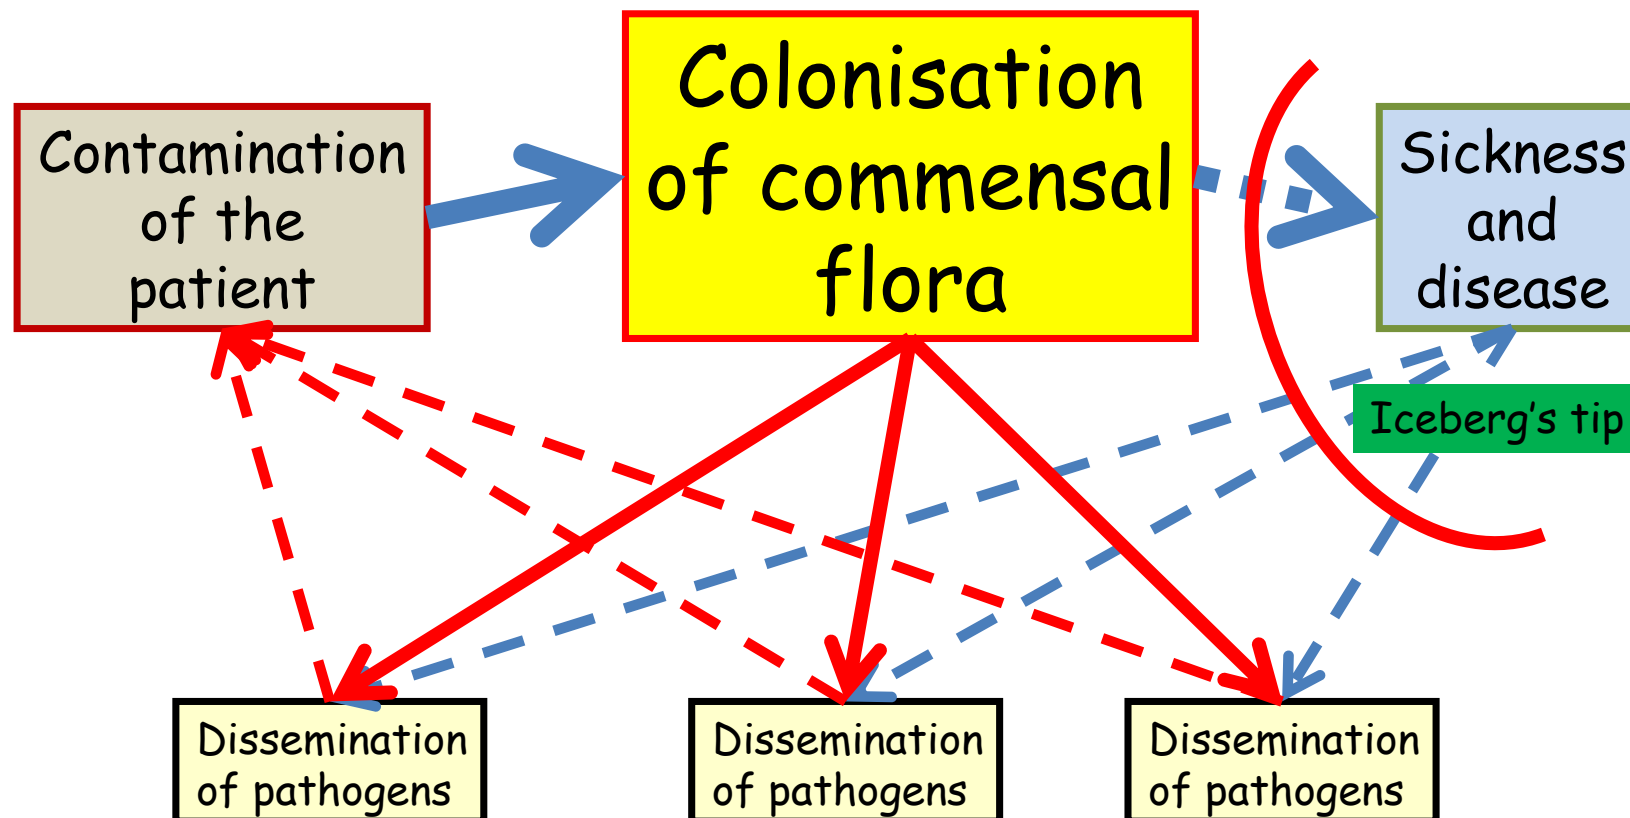 Contamination
of the
patient
Colonisation
of commensal
flora
Sickness
and
disease
Iceberg's tip
Dissemination
of pathogens
Dissemination
of pathogens
Dissemination
of pathogens